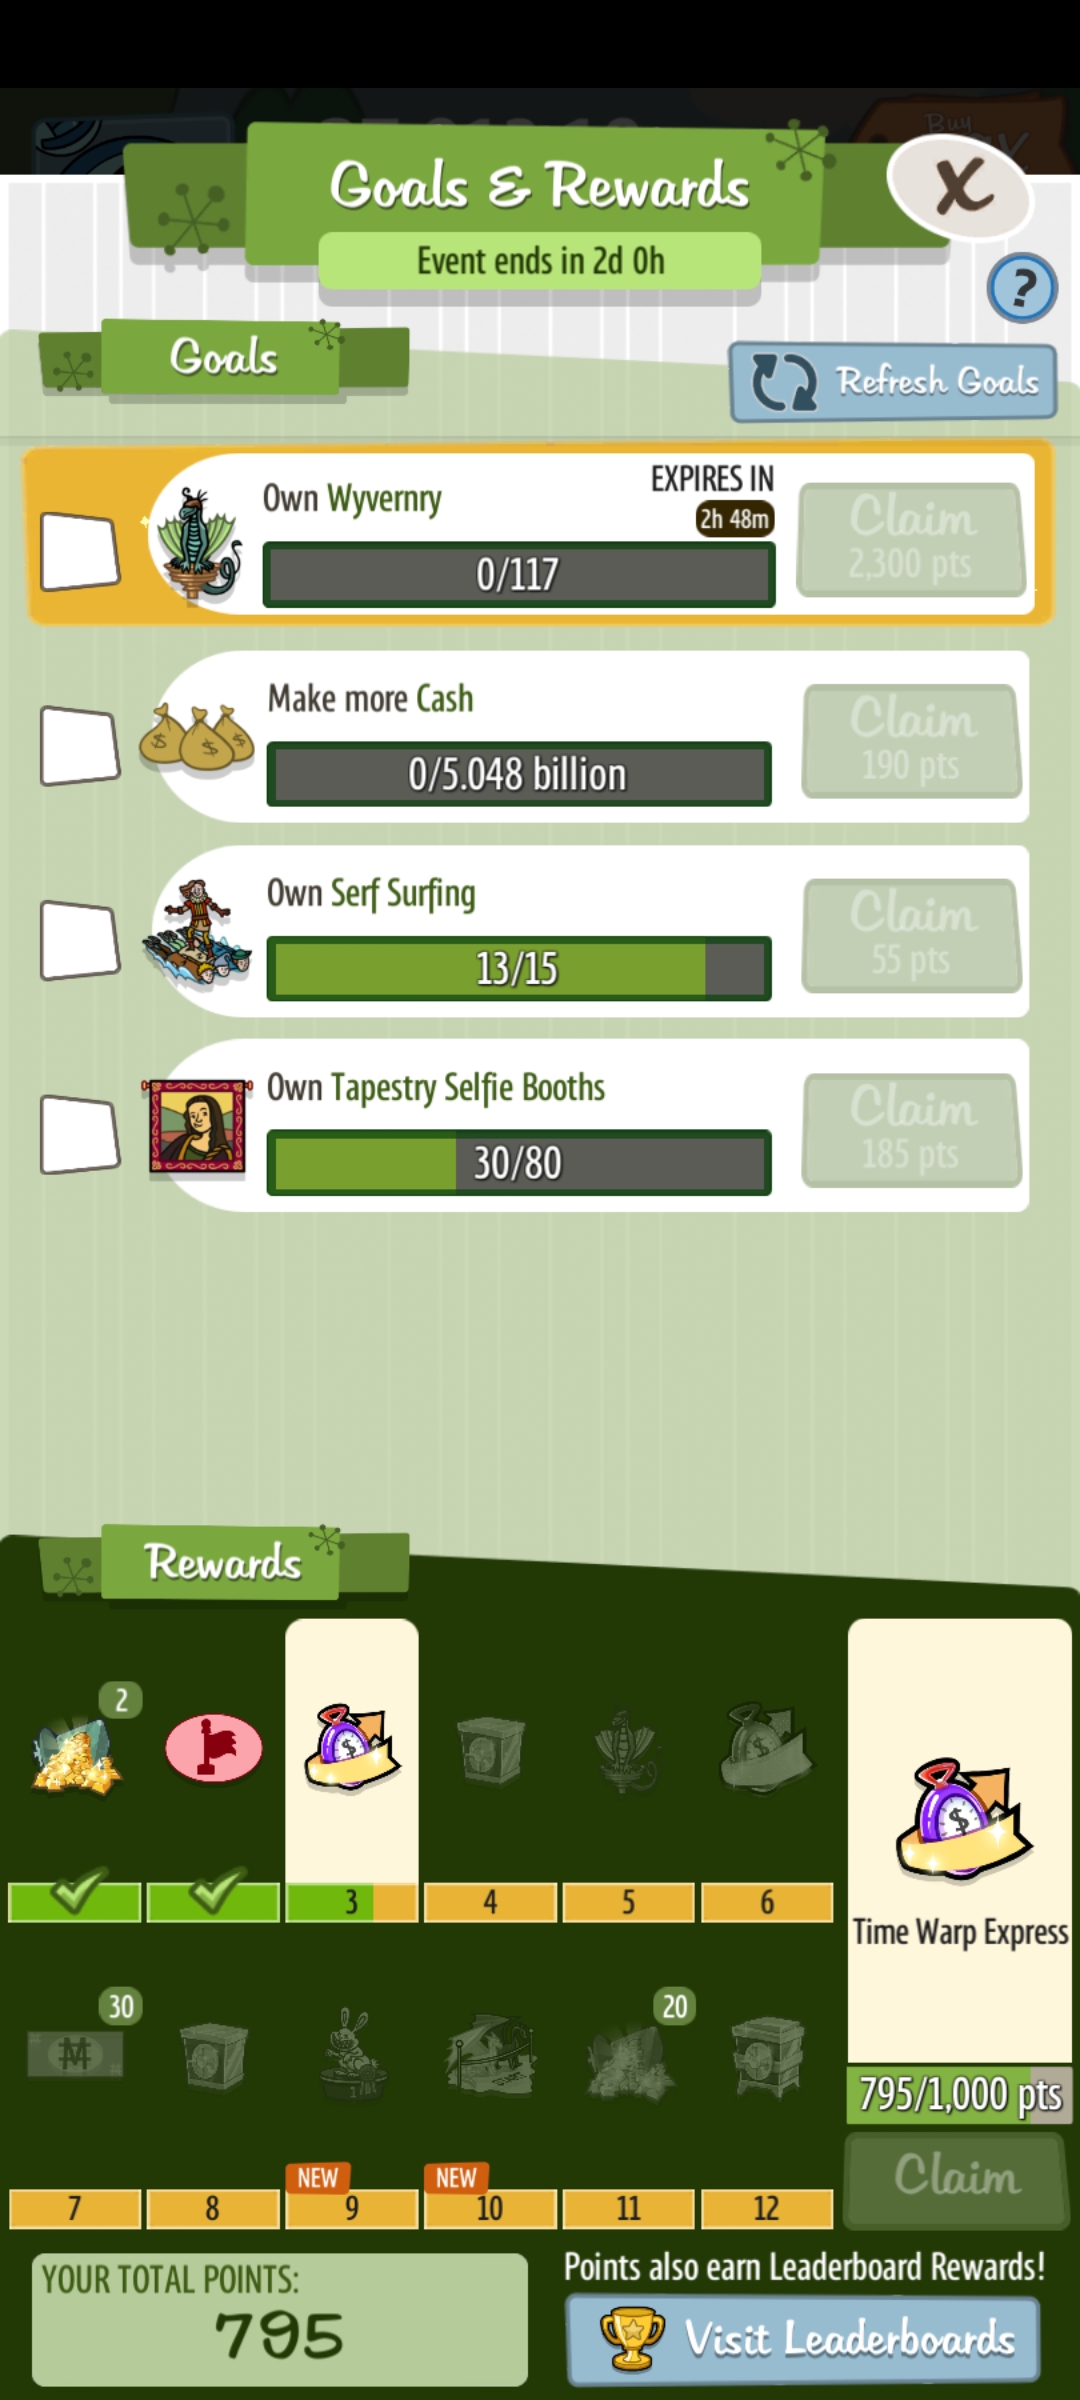 Buy
Goals & Rewards
X
Event ends in 2d 0h
?
Goals
Refresh Goals
Own Wyvernry
EXPIRES IN
2h 48m
0/117
Claim
2,300 pts
Make more Cash
0/5.048 billion
Claim
190 pts
Own Serf Surfing
13/15
Claim
55 pts
Own Tapestry Selfie Booths
30/80
Claim
185 pts
Rewards
2
3
4
5
6
Time Warp Express
30
20
795/1,000 pts
Claim
NEW
NEW
7
8
9
10
11
12
YOUR TOTAL POINTS:
795
Points also earn Leaderboard Rewards!
Visit Leaderboards